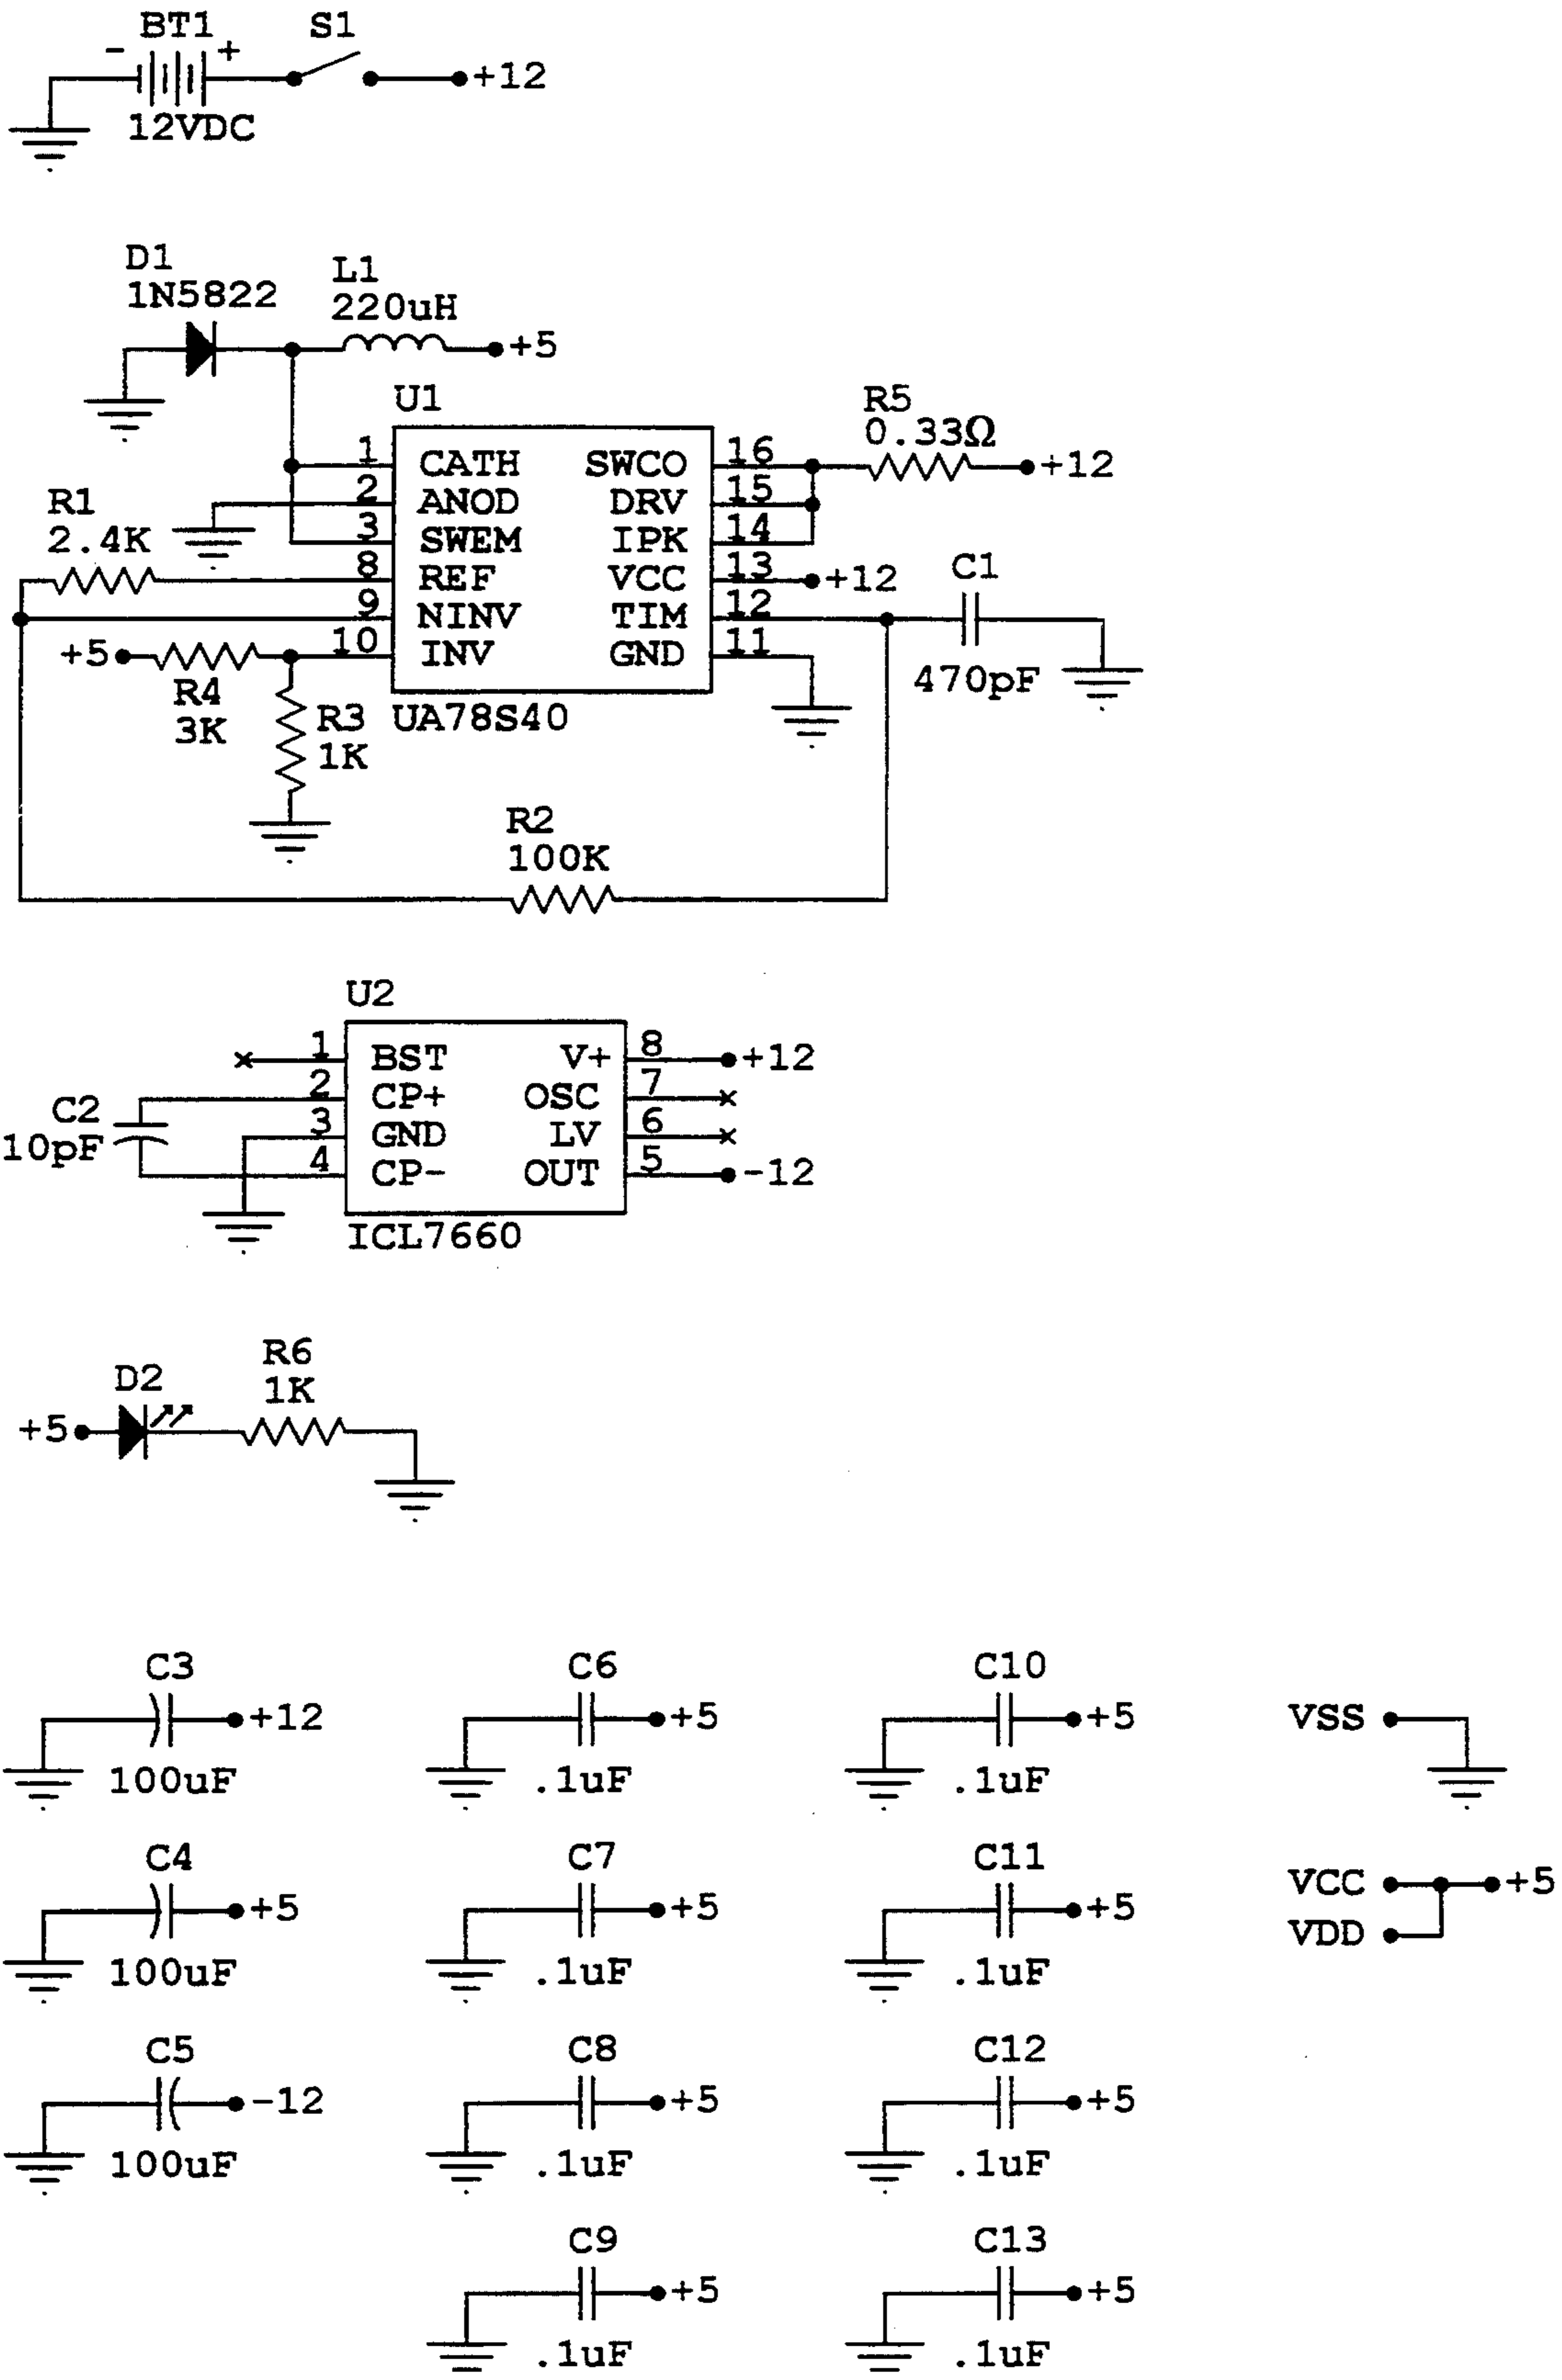 BT1
S1
- +
+12
12VDC
D1
1N5822
L1
220uH
+5
U1
R5
0.33Ω
+12
1 CATH SWCO 16
2 ANOD DRV 15
3 SWEM IPK 14
8 REF VCC 13
9 NINV TIM 12
10 INV GND 11
R1
2.4K
+12
C1
470pF
+5
R4
3K
R3
1K
UA78S40
R2
100K
U2
1 BST V+ 8 +12
2 CP+ OSC 7
3 GND LV 6
4 CP- OUT 5 -12
C2
10pF
ICL7660
D2
R6
1K
+5
C3 C6 C10
+12 +5 +5 VSS
100uF .1uF .1uF
C4 C7 C11
+5 +5 +5
VCC +5
VDD
100uF .1uF .1uF
C5 C8 C12
-12 +5 +5
100uF .1uF .1uF
C9 C13
+5 +5
.1uF .1uF